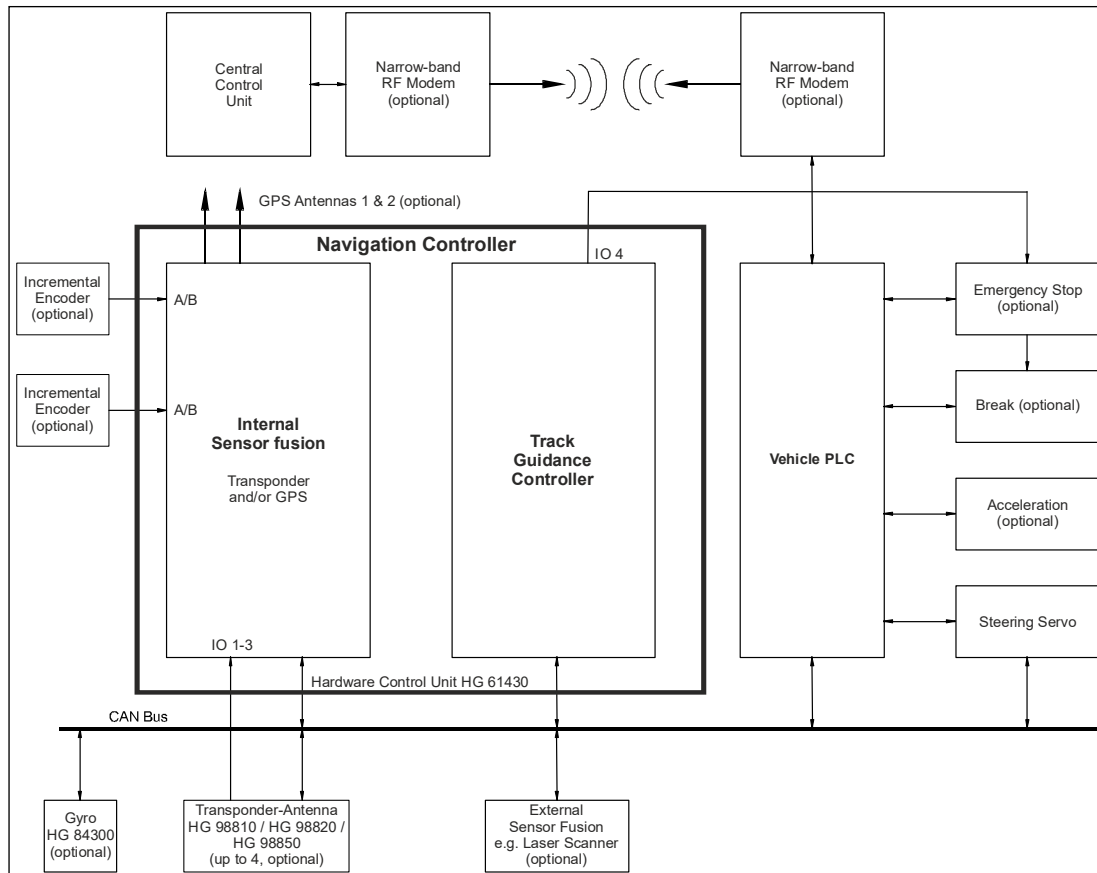 Central
Control
Unit
Narrow-band
RF Modem
(optional)
Narrow-band
RF Modem
(optional)
GPS Antennas 1 & 2 (optional)
Navigation Controller
IO 4
Incremental
Encoder
(optional)
A/B
Incremental
Encoder
(optional)
A/B
Internal
Sensor fusion
Transponder
and/or GPS
IO 1-3
Track
Guidance
Controller
Hardware Control Unit HG 61430
Vehicle PLC
Emergency Stop
(optional)
Break (optional)
Acceleration
(optional)
Steering Servo
CAN Bus
Gyro
HG 84300
(optional)
Transponder-Antenna
HG 98810 / HG 98820 /
HG 98850
(up to 4, optional)
External
Sensor Fusion
e.g. Laser Scanner
(optional)